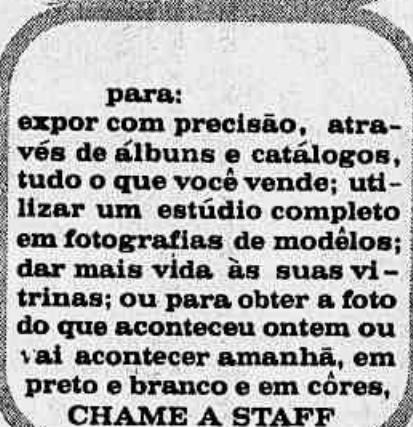 para:
expor com precisão, atra-
vés de álbuns e catálogos,
tudo o que você vende; uti-
lizar um estúdio completo
em fotografias de modêlos;
dar mais vida às suas vi-
trinas; ou para obter a foto
do que aconteceu ontem ou
vai acontecer amanhã, em
preto e branco e em côres,
CHAME A STAFF